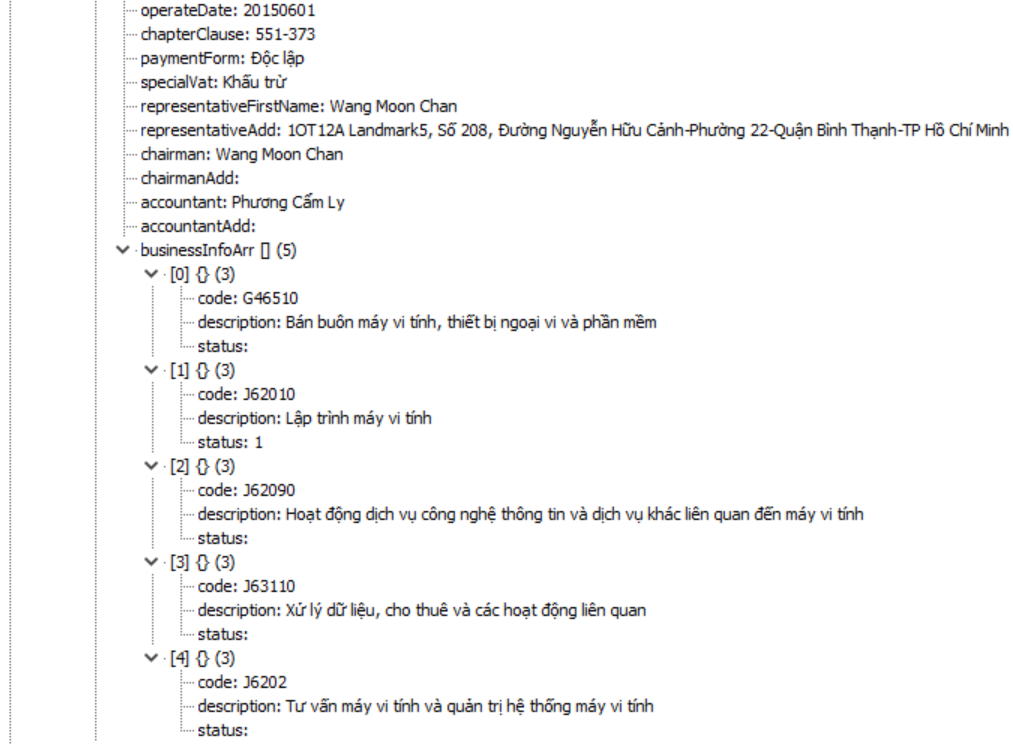 operateDate: 20150601
chapterClause: 551-373
paymentForm: Độc lập
specialVat: Khấu trừ
representativeFirstName: Wang Moon Chan
representativeAdd: 1OT12A Landmark5, Số 208, Đường Nguyễn Hữu Cảnh-Phường 22-Quận Bình Thạnh-TP Hồ Chí Minh
chairman: Wang Moon Chan
chairmanAdd:
accountant: Phương Cẩm Ly
accountantAdd:
businessInfoArr [] (5)
[0] {} (3)
code: G46510
description: Bán buôn máy vi tính, thiết bị ngoại vi và phần mềm
status:
[1] {} (3)
code: J62010
description: Lập trình máy vi tính
status: 1
[2] {} (3)
code: J62090
description: Hoạt động dịch vụ công nghệ thông tin và dịch vụ khác liên quan đến máy vi tính
status:
[3] {} (3)
code: J63110
description: Xử lý dữ liệu, cho thuê và các hoạt động liên quan
status:
[4] {} (3)
code: J6202
description: Tư vấn máy vi tính và quản trị hệ thống máy vi tính
status: